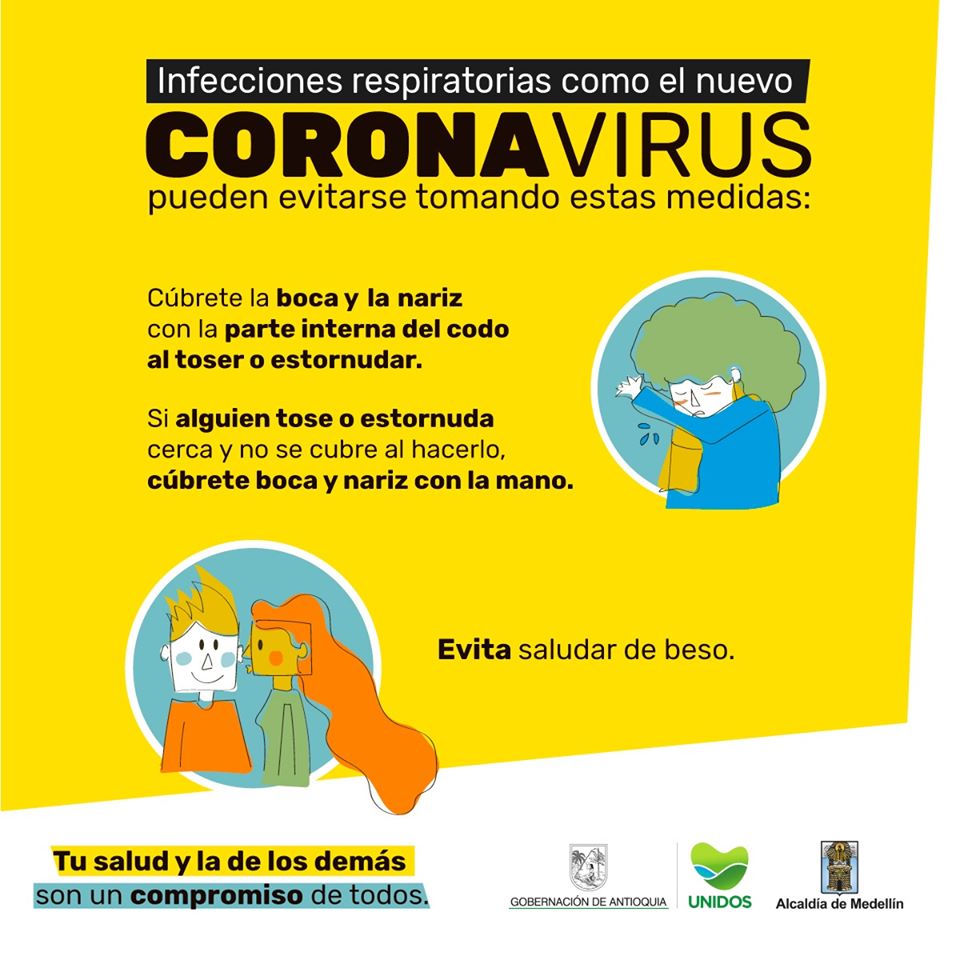 Infecciones respiratorias como el nuevo
CORONAVIRUS
pueden evitarse tomando estas medidas:
Cúbrete la boca y la nariz
con la parte interna del codo
al toser o estornudar.
Si alguien tose o estornuda
cerca y no se cubre al hacerlo,
cúbrete boca y nariz con la mano.
Evita saludar de beso.
Tu salud y la de los demás
son un compromiso de todos.
GOBERNACIÓN DE ANTIOQUIA
UNIDOS
Alcaldía de Medellín